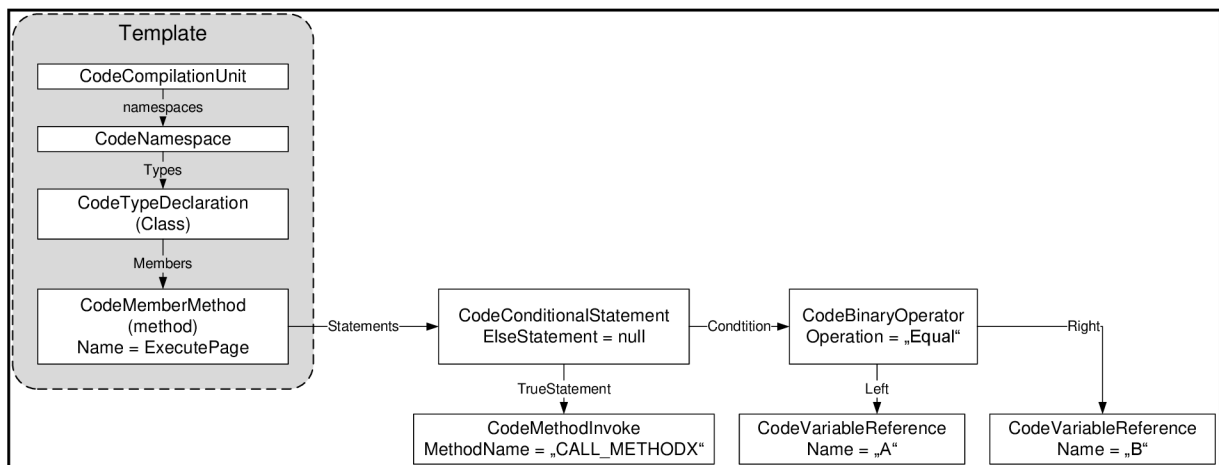 Template
CodeCompilationUnit
namespaces
CodeNamespace
Types
CodeTypeDeclaration
(Class)
Members
CodeMemberMethod
(method)
Name = ExecutePage
Statements
CodeConditionalStatement
ElseStatement = null
Condtition
CodeBinaryOperator
Operation = „Equal“
Right
TrueStatement
Left
CodeMethodInvoke
MethodName = „CALL_METHODX“
CodeVariableReference
Name = „A“
CodeVariableReference
Name = „B“